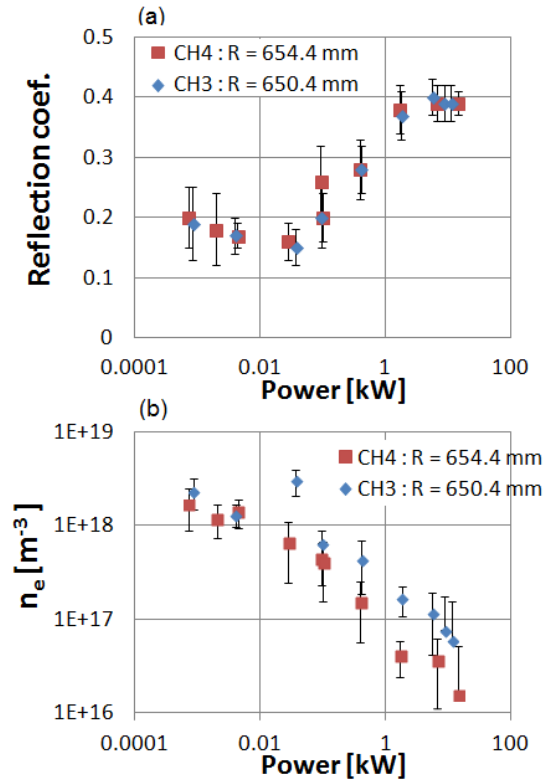 (a)
0.5
0.4
0.3
0.2
0.1
0
Reflection coef.
CH4 : R = 654.4 mm
CH3 : R = 650.4 mm
0.0001 0.01 1 100
Power [kW]
(b)
1E+19
1E+18
1E+17
1E+16
nₑ [m⁻³]
CH4 : R = 654.4 mm
CH3 : R = 650.4 mm
0.0001 0.01 1 100
Power [kW]